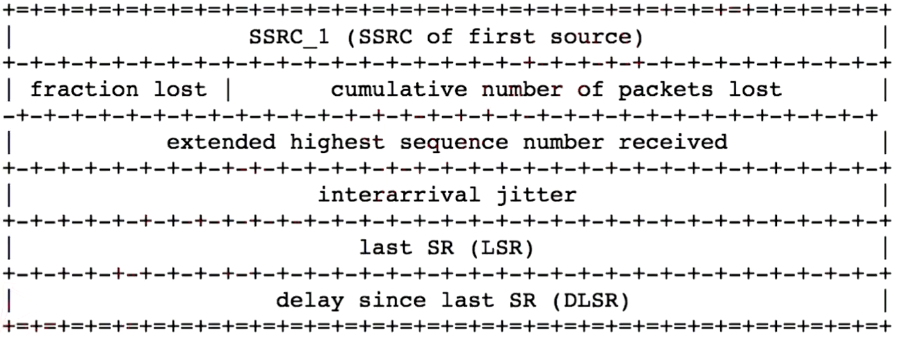 +=+=+=+=+=+=+=+=+=+=+=+=+=+=+=+=+=+=+=+=+=+=+=+=+=+=+=+=+=+=+=+=+
| SSRC_1 (SSRC of first source) |
+-+-+-+-+-+-+-+-+-+-+-+-+-+-+-+-+-+-+-+-+-+-+-+-+-+-+-+-+-+-+-+-+
| fraction lost | cumulative number of packets lost |
-+-+-+-+-+-+-+-+-+-+-+-+-+-+-+-+-+-+-+-+-+-+-+-+-+-+-+-+-+-+-+-+
| extended highest sequence number received |
+-+-+-+-+-+-+-+-+-+-+-+-+-+-+-+-+-+-+-+-+-+-+-+-+-+-+-+-+-+-+-+-+
| interarrival jitter |
+-+-+-+-+-+-+-+-+-+-+-+-+-+-+-+-+-+-+-+-+-+-+-+-+-+-+-+-+-+-+-+-+
| last SR (LSR) |
+-+-+-+-+-+-+-+-+-+-+-+-+-+-+-+-+-+-+-+-+-+-+-+-+-+-+-+-+-+-+-+-+
| delay since last SR (DLSR) |
+=+=+=+=+=+=+=+=+=+=+=+=+=+=+=+=+=+=+=+=+=+=+=+=+=+=+=+=+=+=+=+=+